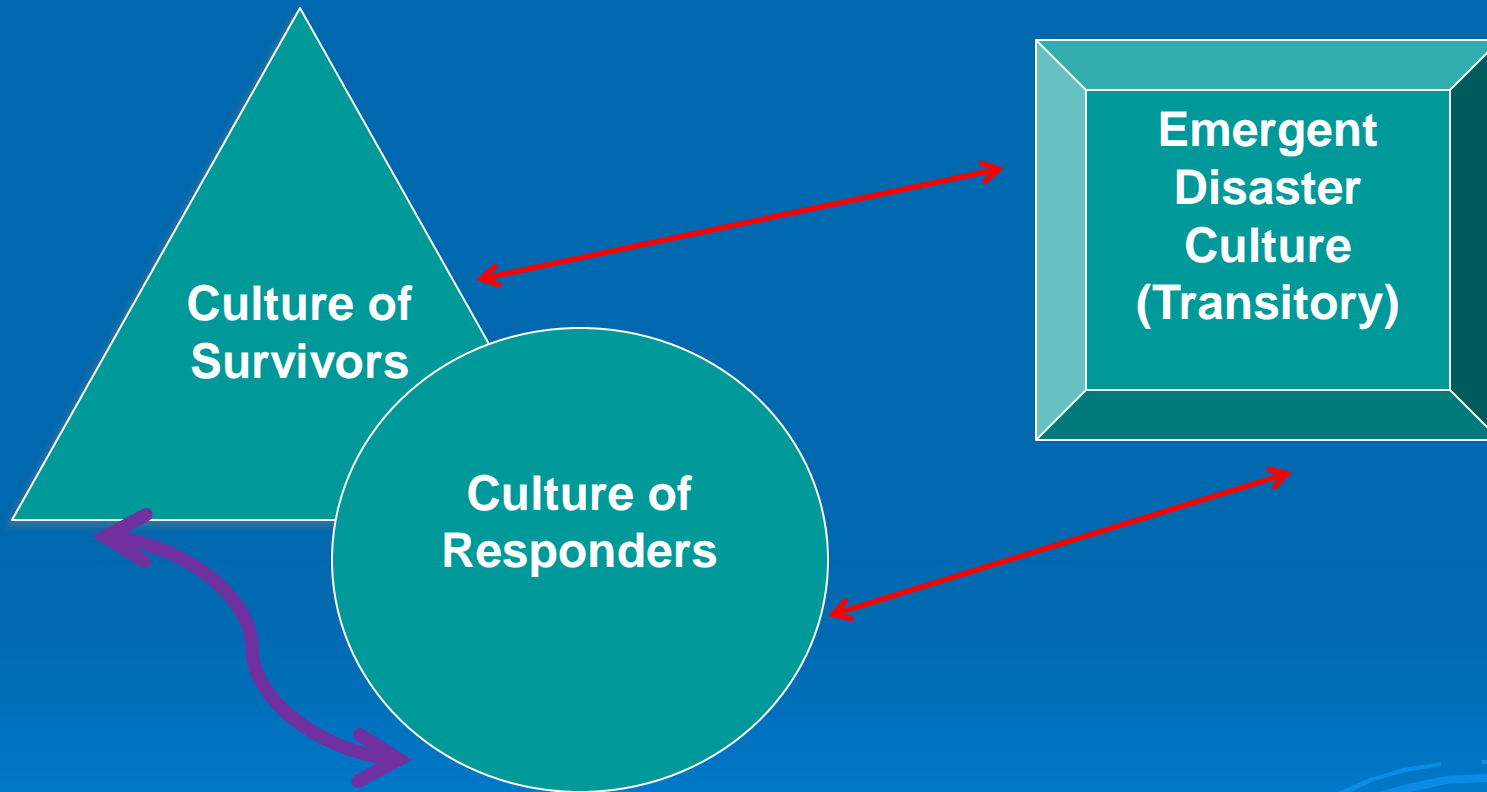 Culture of
Survivors
Culture of
Responders
Emergent
Disaster
Culture
(Transitory)